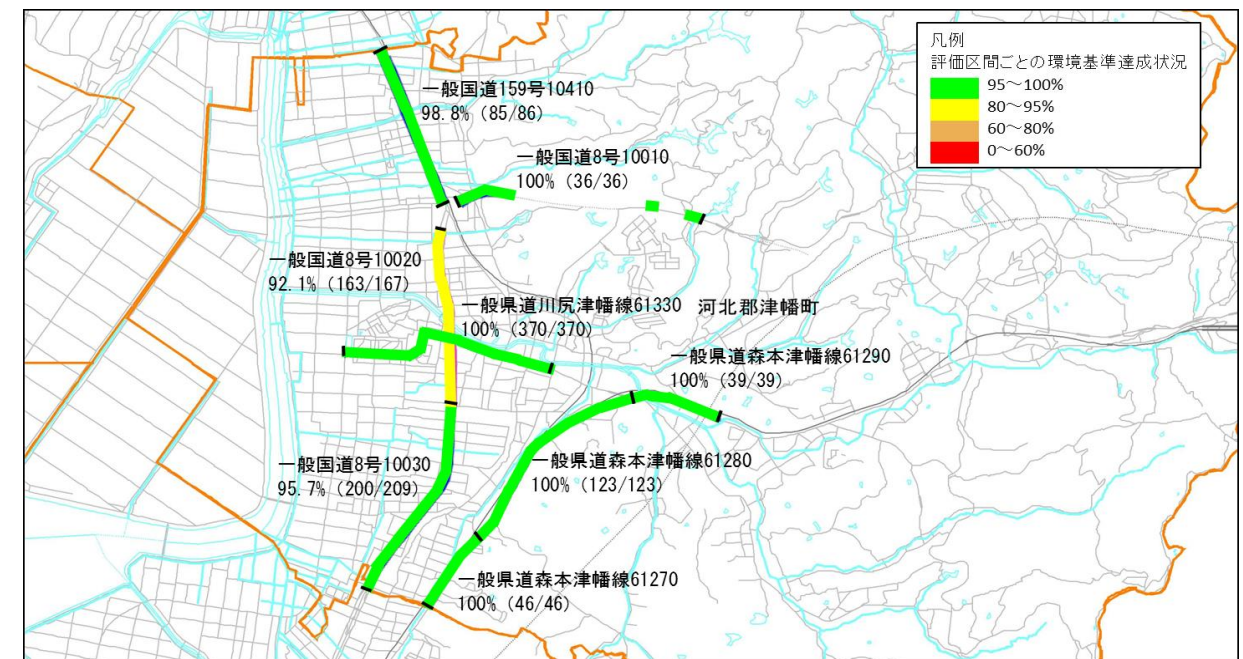 凡例
評価区間ごとの環境基準達成状況
95～100%
80～95%
60～80%
0～60%
一般国道159号10410
98.8% (85/86)
一般国道8号10010
100% (36/36)
一般国道8号10020
92.1% (163/167)
一般県道川尻津幡線61330
100% (370/370)
河北郡津幡町
一般県道森本津幡線61290
100% (39/39)
一般国道8号10030
95.7% (200/209)
一般県道森本津幡線61280
100% (123/123)
一般県道森本津幡線61270
100% (46/46)